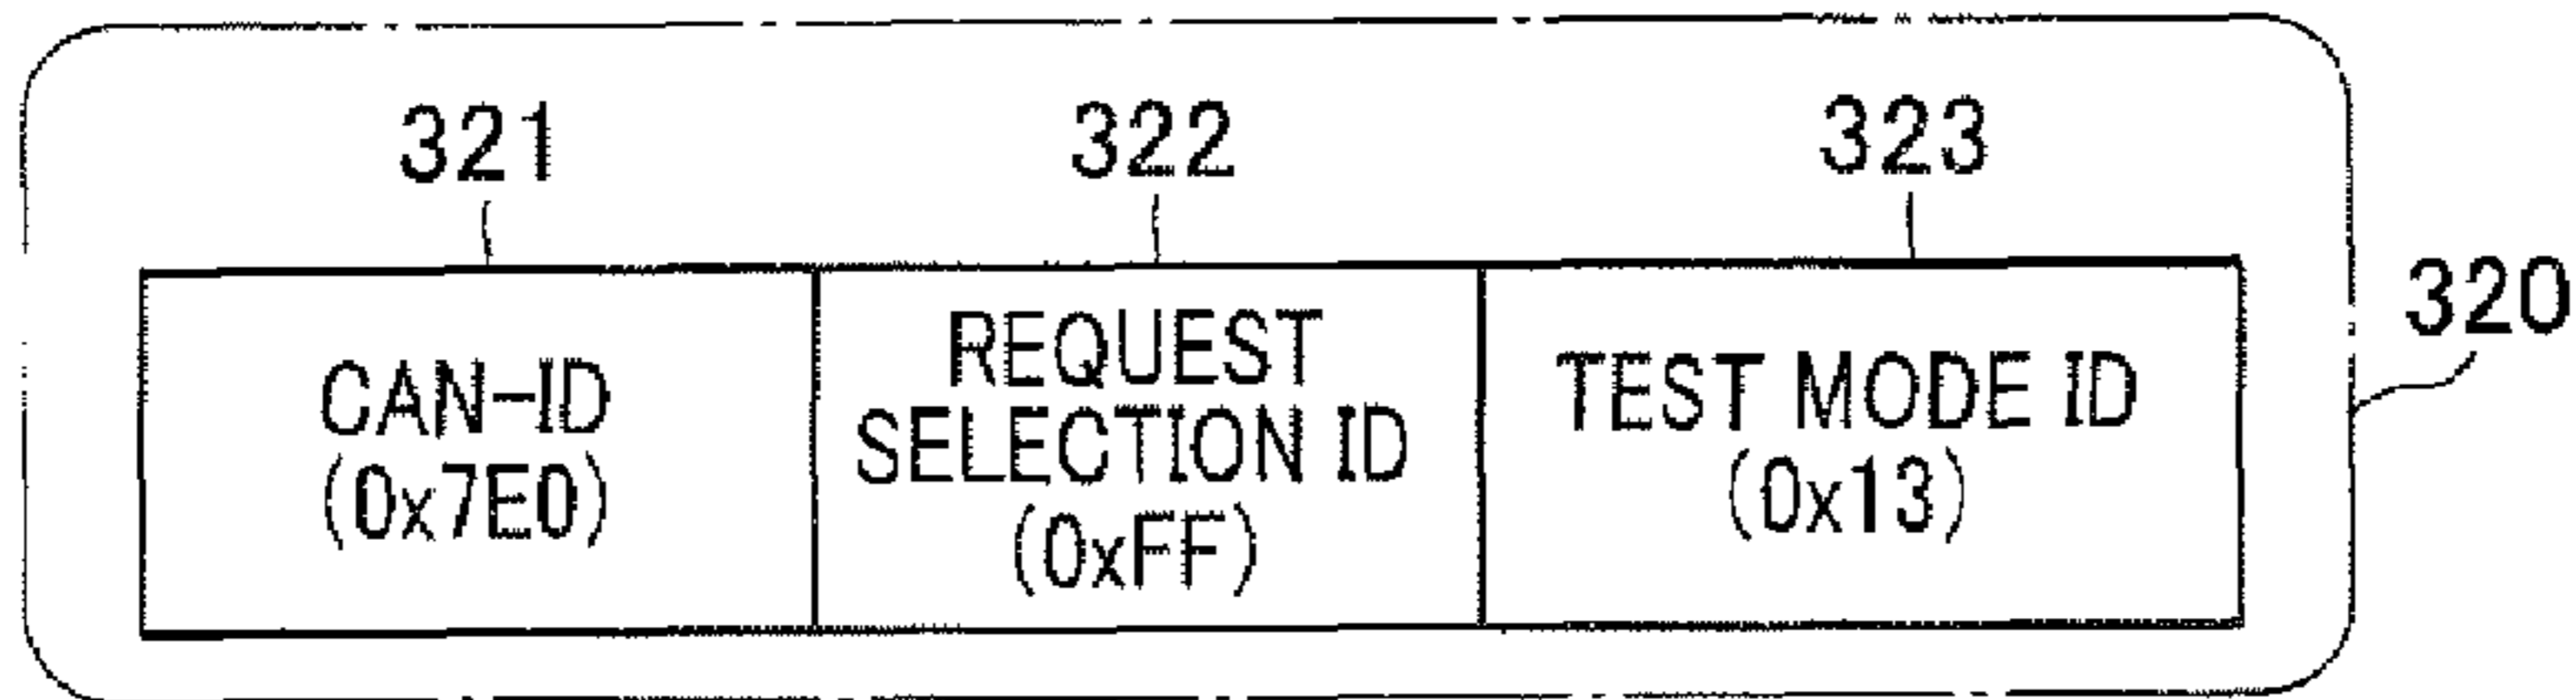 321
322
323
320
CAN-ID
(0x7E0)
REQUEST
SELECTION ID
(0xFF)
TEST MODE ID
(0x13)